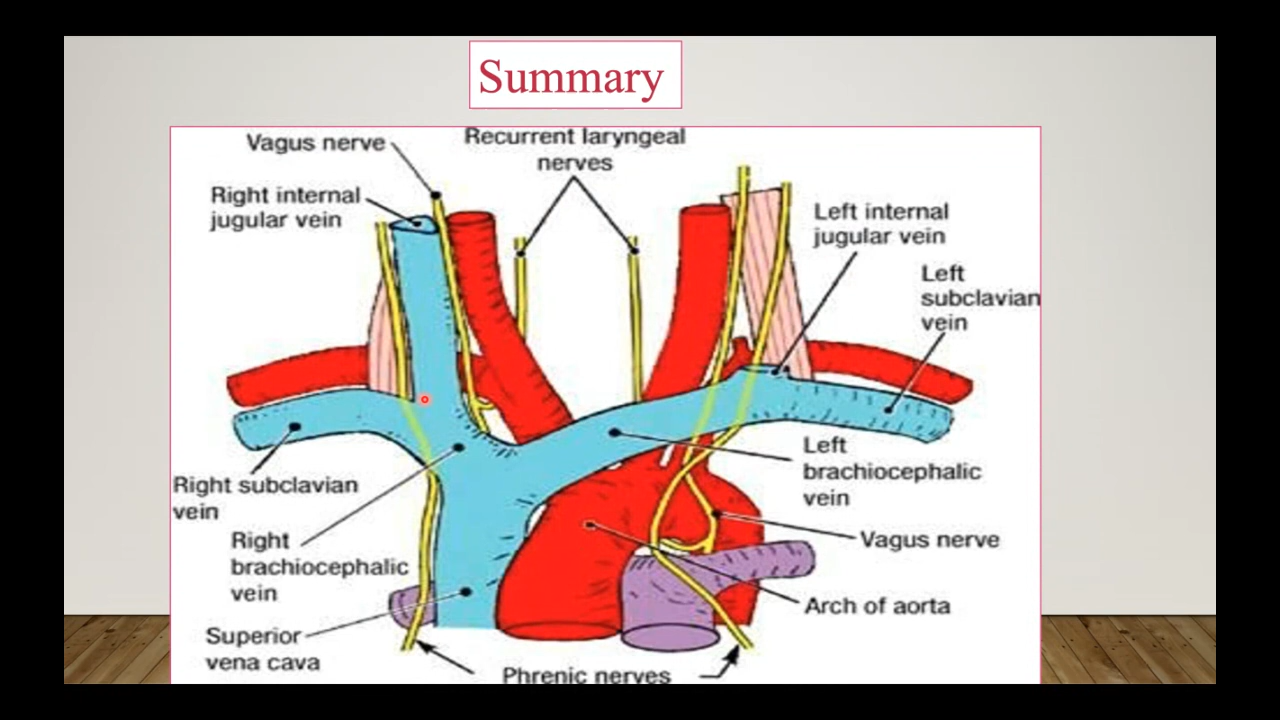 Summary
Vagus nerve
Recurrent laryngeal
nerves
Right internal
jugular vein
Left internal
jugular vein
Left
subclavian
vein
Right subclavian
vein
Left
brachiocephalic
vein
Right
brachiocephalic
vein
Vagus nerve
Arch of aorta
Superior
vena cava
Phrenic nerves